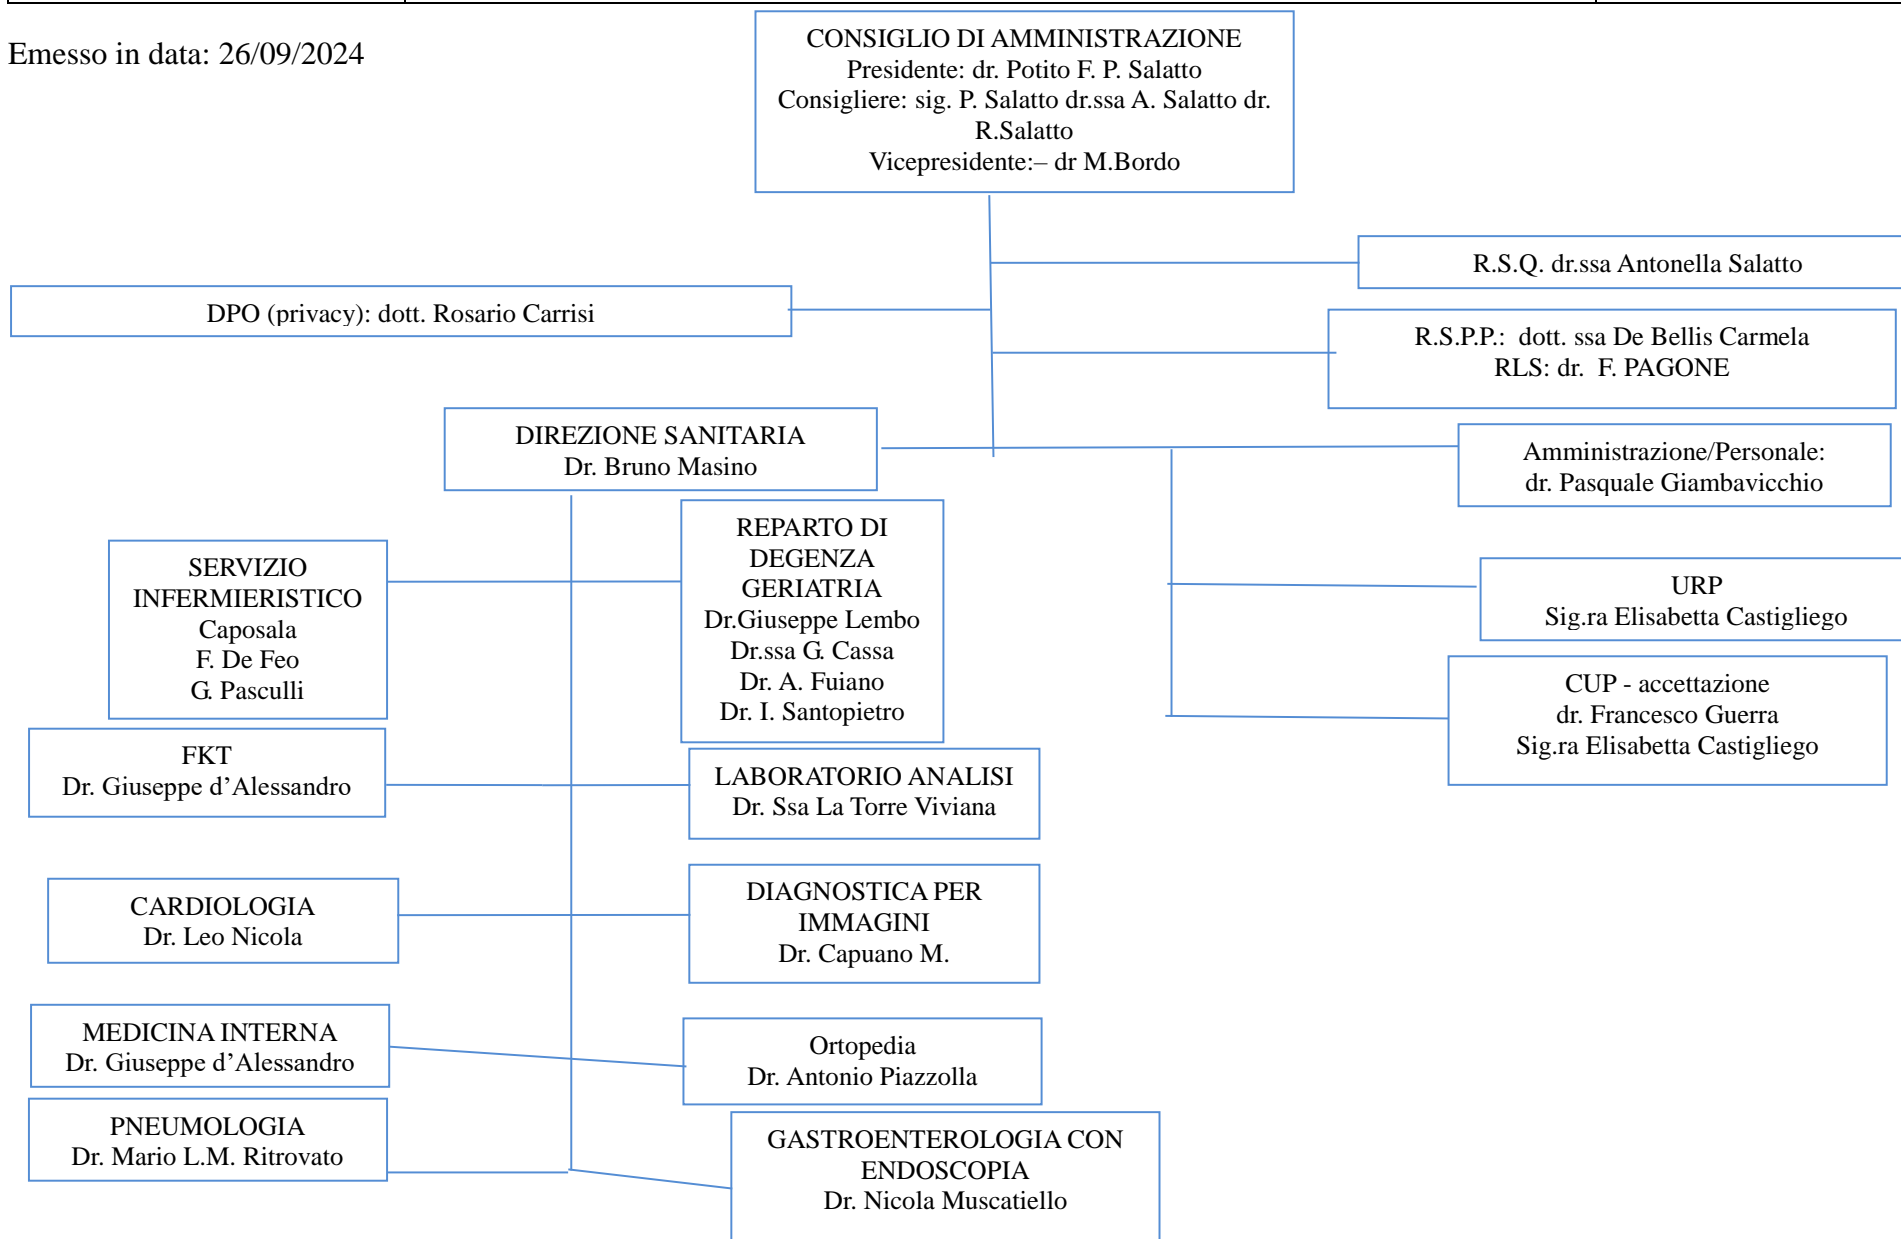 Emesso in data: 26/09/2024
CONSIGLIO DI AMMINISTRAZIONE
Presidente: dr. Potito F. P. Salatto
Consigliere: sig. P. Salatto dr.ssa A. Salatto dr.
R.Salatto
Vicepresidente:– dr M.Bordo
R.S.Q. dr.ssa Antonella Salatto
DPO (privacy): dott. Rosario Carrisi
R.S.P.P.:  dott. ssa De Bellis Carmela
RLS: dr.  F. PAGONE
DIREZIONE SANITARIA
Dr. Bruno Masino
Amministrazione/Personale:
dr. Pasquale Giambavicchio
SERVIZIO
INFERMIERISTICO
Caposala
F. De Feo
G. Pasculli
REPARTO DI
DEGENZA
GERIATRIA
Dr.Giuseppe Lembo
Dr.ssa G. Cassa
Dr. A. Fuiano
Dr. I. Santopietro
URP
Sig.ra Elisabetta Castigliego
CUP - accettazione
dr. Francesco Guerra
Sig.ra Elisabetta Castigliego
FKT
Dr. Giuseppe d’Alessandro
LABORATORIO ANALISI
Dr. Ssa La Torre Viviana
CARDIOLOGIA
Dr. Leo Nicola
DIAGNOSTICA PER
IMMAGINI
Dr. Capuano M.
MEDICINA INTERNA
Dr. Giuseppe d’Alessandro
Ortopedia
Dr. Antonio Piazzolla
PNEUMOLOGIA
Dr. Mario L.M. Ritrovato
GASTROENTEROLOGIA CON
ENDOSCOPIA
Dr. Nicola Muscatiello